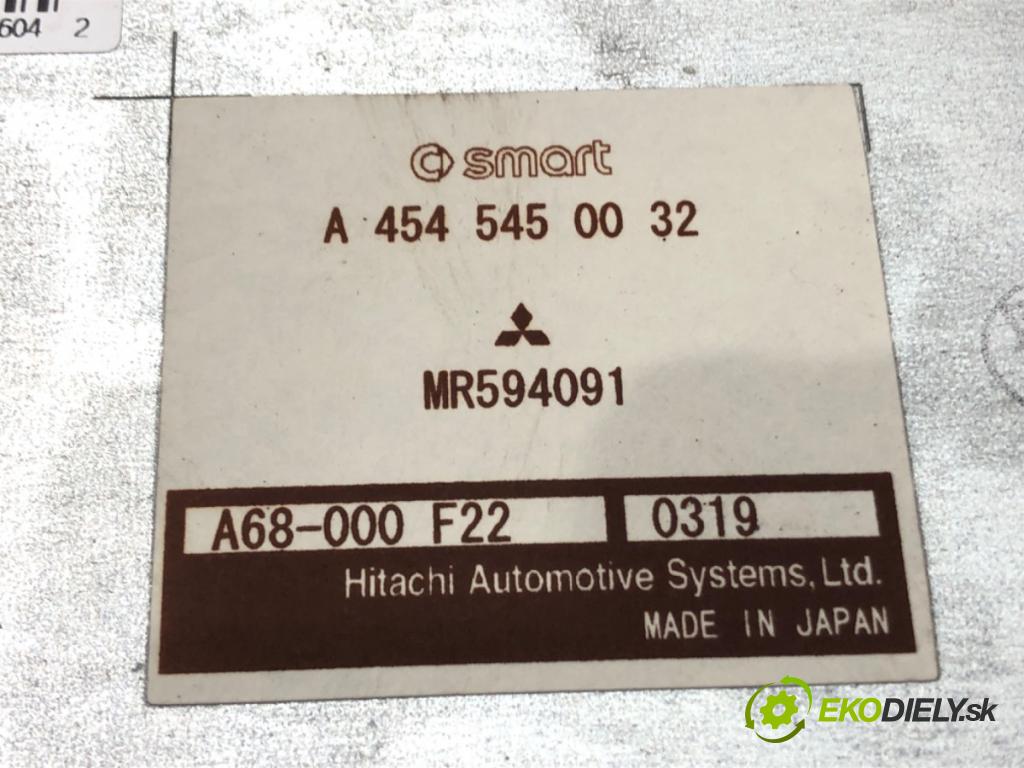 604 2
smart
A 454 545 00 32
MR594091
A68-000 F22 0319
Hitachi Automotive Systems, Ltd.
MADE IN JAPAN
EKODIELY.sk